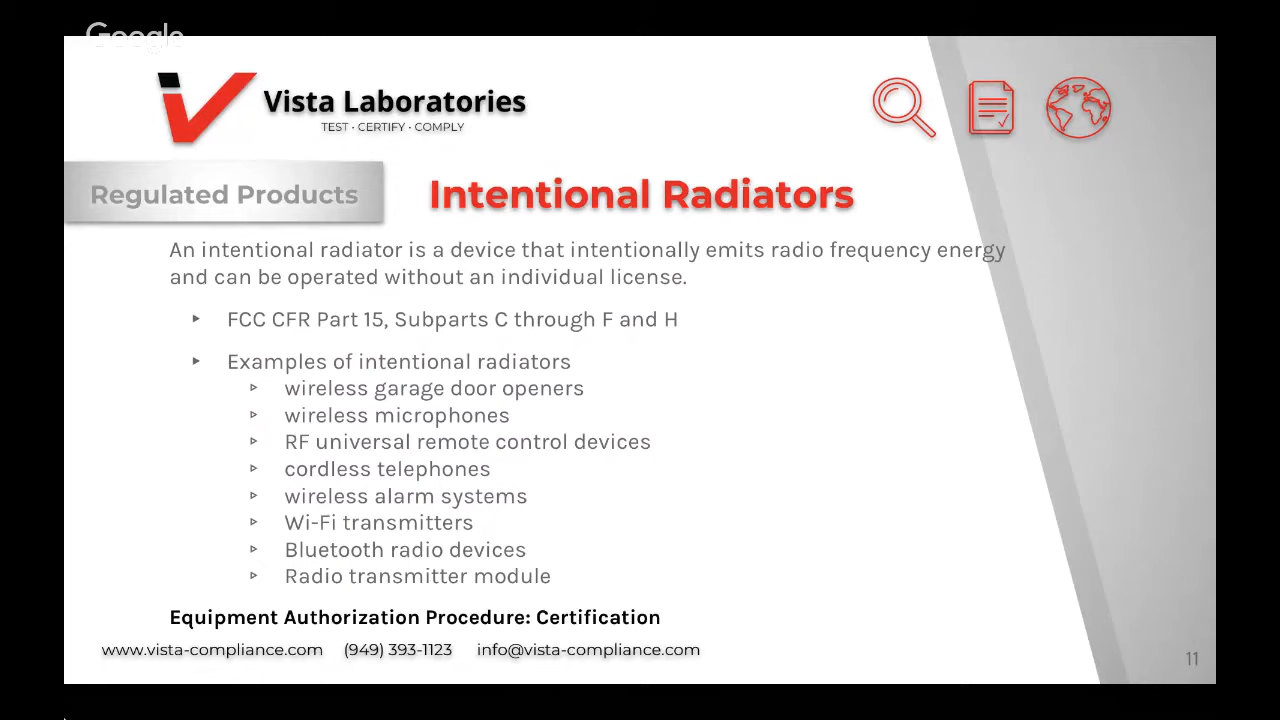 Google
Vista Laboratories
TEST · CERTIFY · COMPLY
Regulated Products
Intentional Radiators
An intentional radiator is a device that intentionally emits radio frequency energy
and can be operated without an individual license.
‣ FCC CFR Part 15, Subparts C through F and H
‣ Examples of intentional radiators
▹ wireless garage door openers
▹ wireless microphones
▹ RF universal remote control devices
▹ cordless telephones
▹ wireless alarm systems
▹ Wi-Fi transmitters
▹ Bluetooth radio devices
▹ Radio transmitter module
Equipment Authorization Procedure: Certification
www.vista-compliance.com (949) 393-1123 info@vista-compliance.com
11